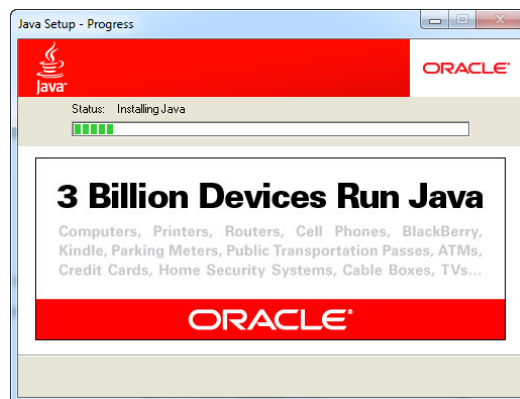 Java Setup - Progress
Java™
ORACLE®
Status: Installing Java
3 Billion Devices Run Java
Computers, Printers, Routers, Cell Phones, BlackBerry,
Kindle, Parking Meters, Public Transportation Passes, ATMs,
Credit Cards, Home Security Systems, Cable Boxes, TVs...
ORACLE®